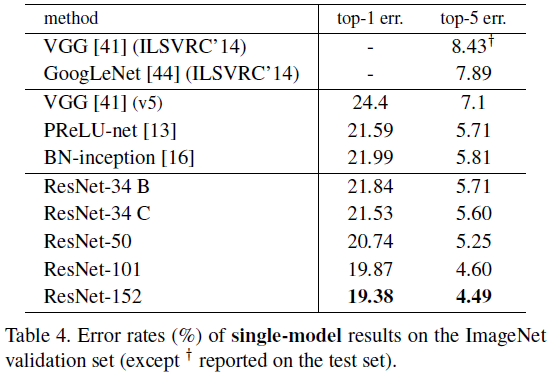 method top-1 err. top-5 err.
VGG [41] (ILSVRC’14) - 8.43†
GoogLeNet [44] (ILSVRC’14) - 7.89
VGG [41] (v5) 24.4 7.1
PReLU-net [13] 21.59 5.71
BN-inception [16] 21.99 5.81
ResNet-34 B 21.84 5.71
ResNet-34 C 21.53 5.60
ResNet-50 20.74 5.25
ResNet-101 19.87 4.60
ResNet-152 19.38 4.49
Table 4. Error rates (%) of single-model results on the ImageNet
validation set (except † reported on the test set).